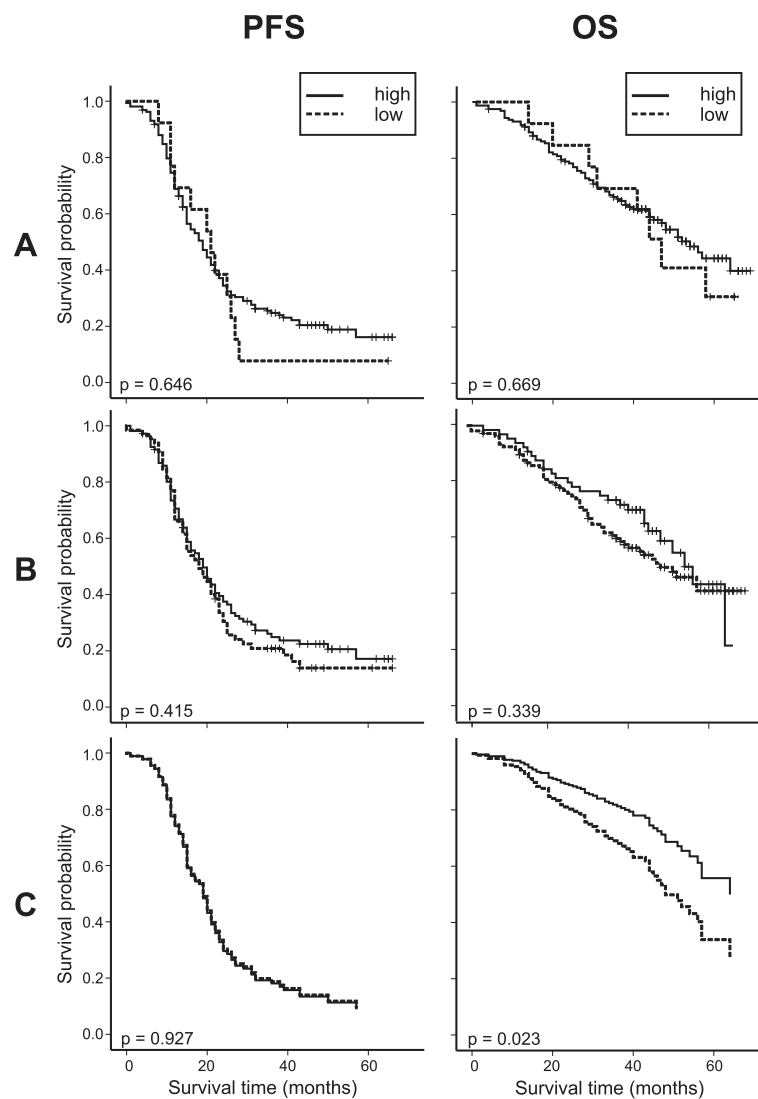 PFS OS
high high
low low
A
Survival probability
1.0
0.8
0.6
0.4
0.2
0.0
p = 0.646 p = 0.669
B
Survival probability
1.0
0.8
0.6
0.4
0.2
0.0
p = 0.415 p = 0.339
C
Survival probability
1.0
0.8
0.6
0.4
0.2
0.0
p = 0.927 p = 0.023
0 20 40 60 0 20 40 60
Survival time (months) Survival time (months)